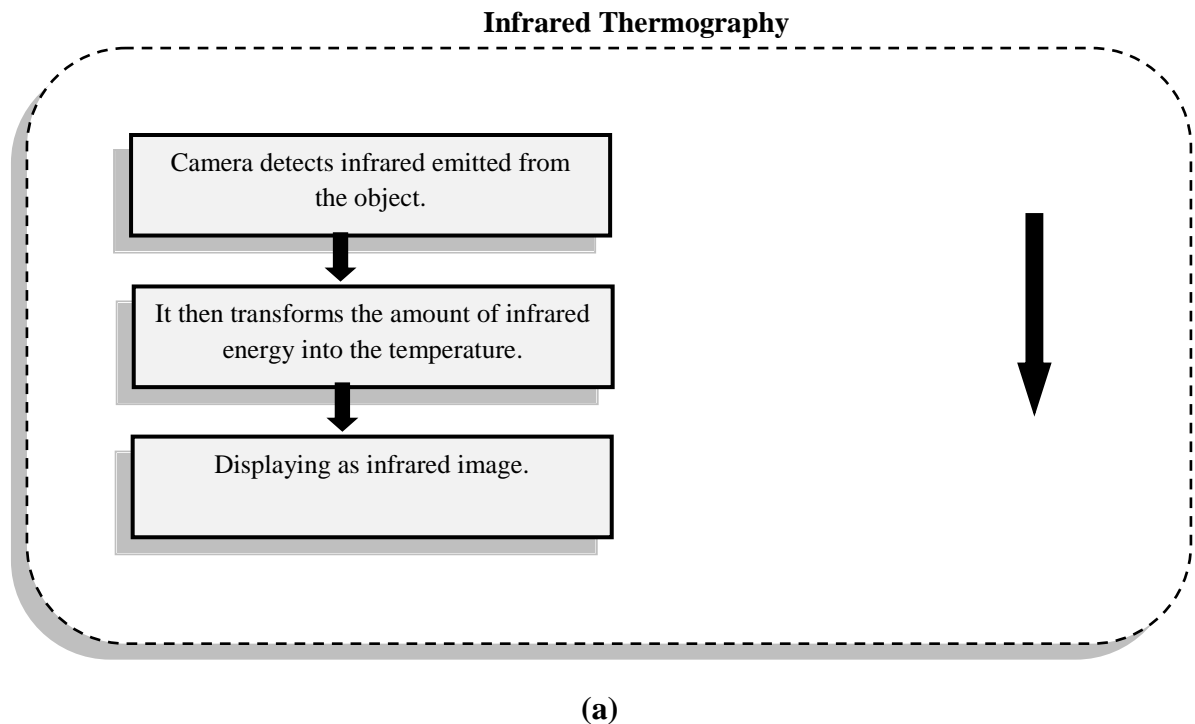 Infrared Thermography
Camera detects infrared emitted from
the object.
It then transforms the amount of infrared
energy into the temperature.
Displaying as infrared image.
(a)